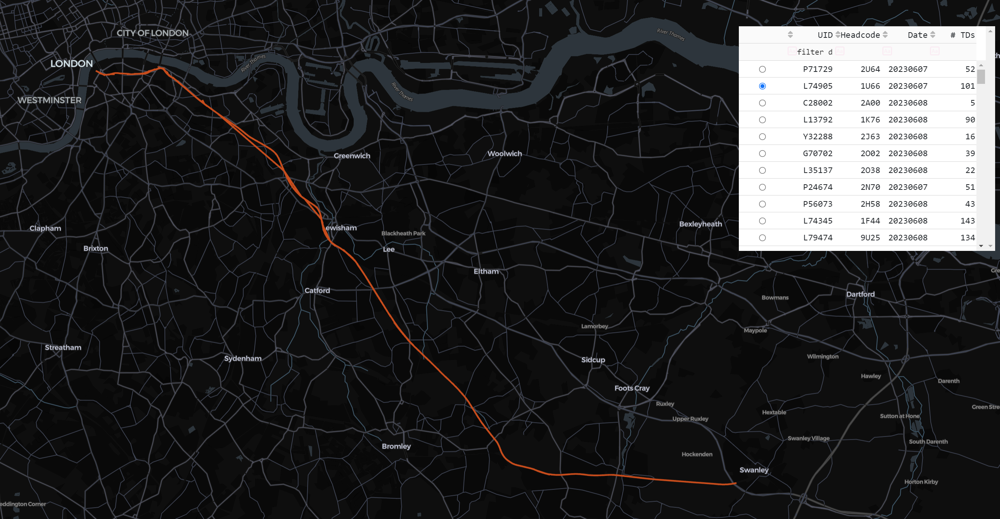 CITY OF LONDON
LONDON
WESTMINSTER
River Thames
River Thames
River Thames
Greenwich
Woolwich
Clapham
Brixton
ewisham
Blackheath Park
Lee
Bexleyheath
Eltham
Catford
Dartford
Bowmans
Lamorbey
Maypole
Streatham
Sydenham
Sidcup
Wilmington
Hawley
Darenth
Foots Cray
Ruxley
Upper Ruxley
Hextable
Green Stre
Sutton at Hone
Bromley
Swanley Village
South Darenth
Hockenden
Swanley
Horton Kirby
eddington Corner
Gre
UID Headcode Date # TDs
Aa filter d Aa Aa Aa
P71729 2U64 20230607 52
L74905 1U66 20230607 101
C28002 2A00 20230608 5
L13792 1K76 20230608 90
Y32288 2J63 20230608 16
G70702 2O02 20230608 39
L35137 2O38 20230608 22
P24674 2N70 20230607 51
P56073 2H58 20230608 43
L74345 1F44 20230608 143
L79474 9U25 20230608 134